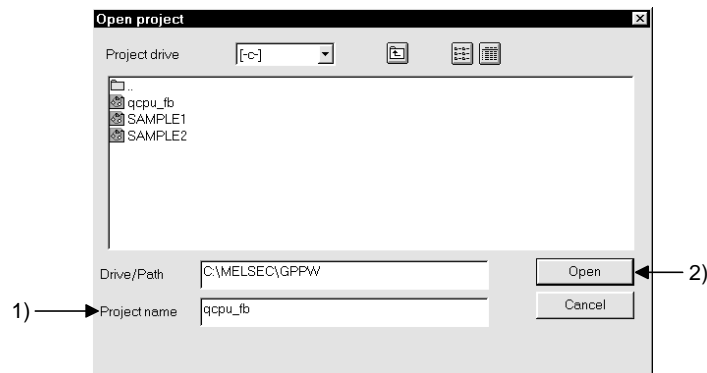 Open project
Project drive [-c-]
..
qcpu_fb
SAMPLE1
SAMPLE2
Drive/Path C:\MELSEC\GPPW Open 2)
1) Project name qcpu_fb Cancel